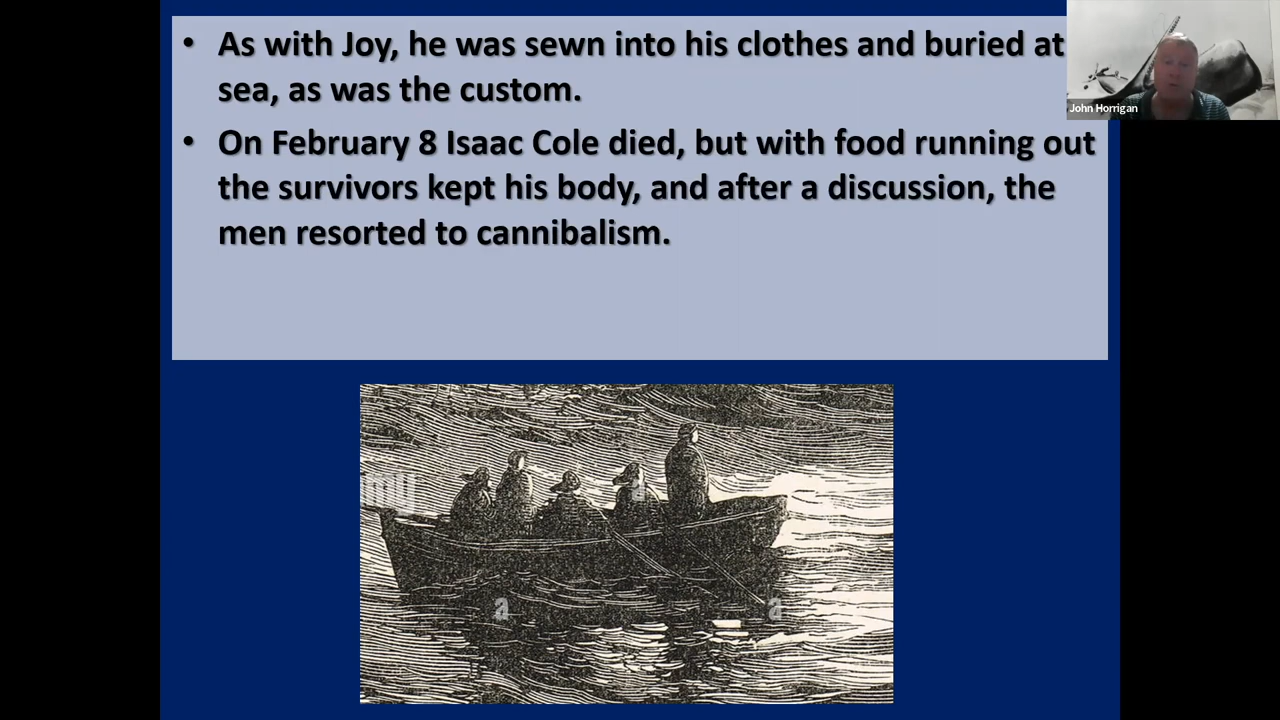 • As with Joy, he was sewn into his clothes and buried at
sea, as was the custom.
• On February 8 Isaac Cole died, but with food running out
the survivors kept his body, and after a discussion, the
men resorted to cannibalism.
John Horrigan
my
a
a
a